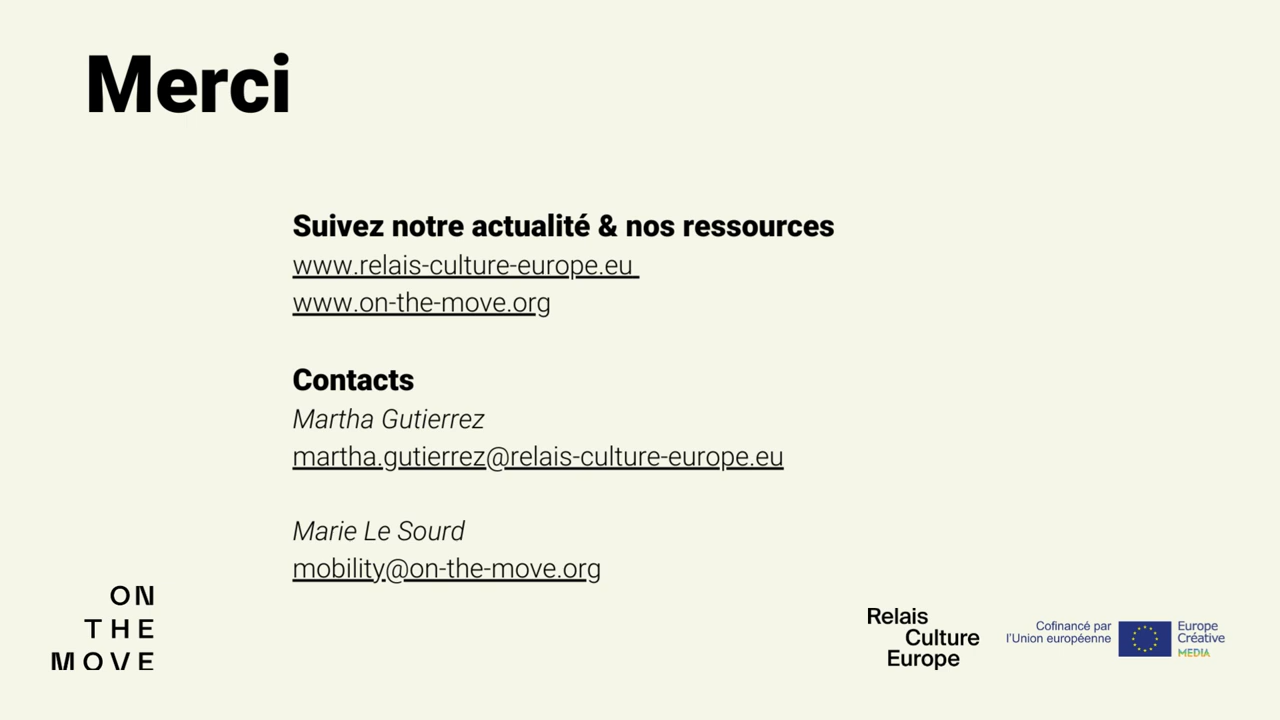 Merci
Suivez notre actualité & nos ressources
www.relais-culture-europe.eu
www.on-the-move.org
Contacts
Martha Gutierrez
martha.gutierrez@relais-culture-europe.eu
Marie Le Sourd
mobility@on-the-move.org
ON
THE
MOVE
Relais
Culture
Europe
Cofinancé par
l'Union européenne
Europe
Créative
MEDIA